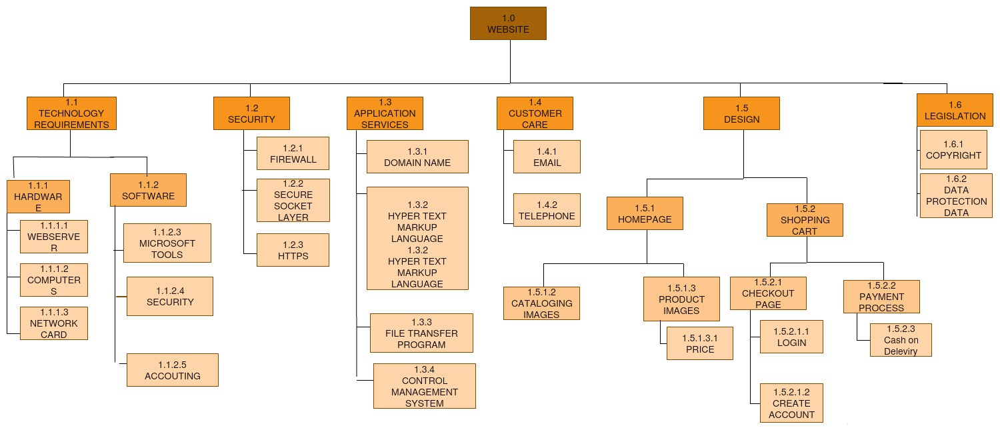 1.0
WEBSITE
1.1
TECHNOLOGY
REQUIREMENTS
1.2
SECURITY
1.3
APPLICATION
SERVICES
1.4
CUSTOMER
CARE
1.5
DESIGN
1.6
LEGISLATION
1.1.1
HARDWAR
E
1.1.2
SOFTWARE
1.1.1.1
WEBSERVE
R
1.1.1.2
COMPUTER
S
1.1.1.3
NETWORK
CARD
1.1.2.3
MICROSOFT
TOOLS
1.1.2.4
SECURITY
1.1.2.5
ACCOUTING
1.2.1
FIREWALL
1.2.2
SECURE
SOCKET
LAYER
1.2.3
HTTPS
1.3.1
DOMAIN NAME
1.3.2
HYPER TEXT
MARKUP
LANGUAGE
1.3.2
HYPER TEXT
MARKUP
LANGUAGE
1.3.3
FILE TRANSFER
PROGRAM
1.3.4
CONTROL
MANAGEMENT
SYSTEM
1.4.1
EMAIL
1.4.2
TELEPHONE
1.5.1
HOMEPAGE
1.5.2
SHOPPING
CART
1.5.1.2
CATALOGING
IMAGES
1.5.1.3
PRODUCT
IMAGES
1.5.1.3.1
PRICE
1.5.2.1
CHECKOUT
PAGE
1.5.2.1.1
LOGIN
1.5.2.1.2
CREATE
ACCOUNT
1.5.2.2
PAYMENT
PROCESS
1.5.2.3
Cash on
Deleviry
1.6.1
COPYRIGHT
1.6.2
DATA
PROTECTION
DATA